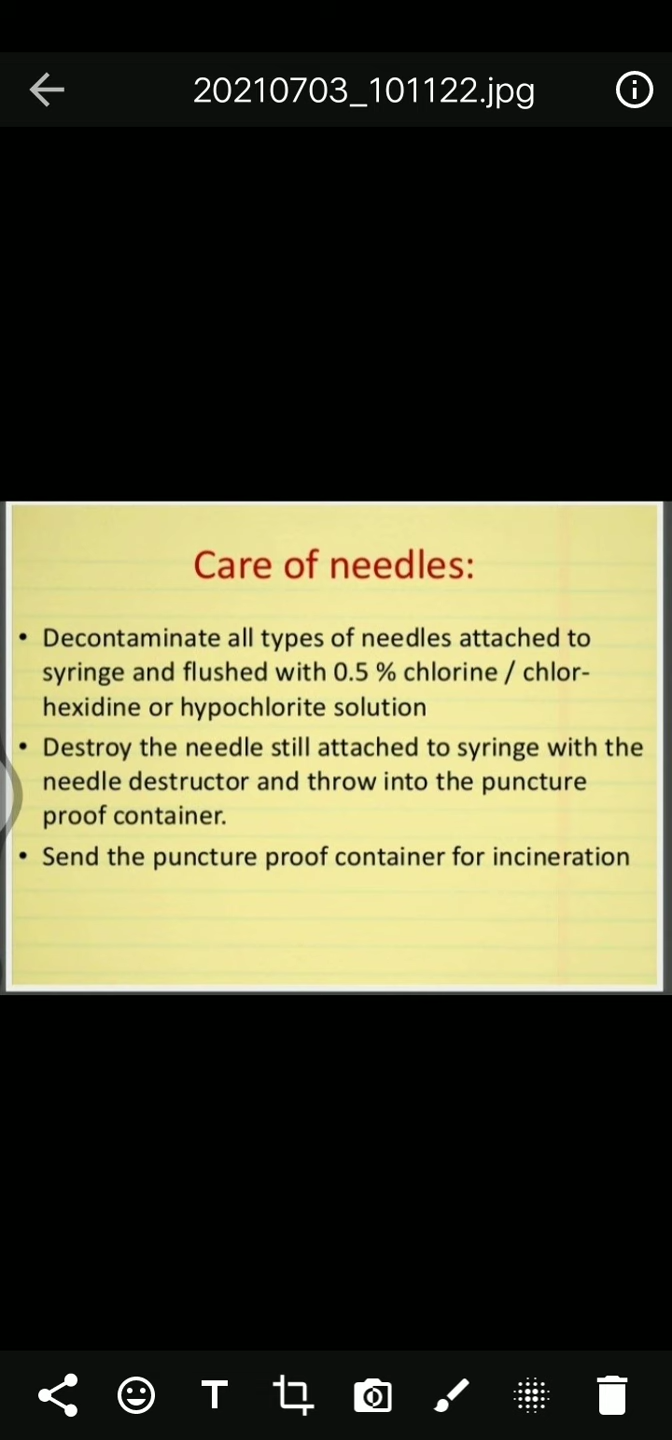 20210703_101122.jpg
Care of needles:
• Decontaminate all types of needles attached to
syringe and flushed with 0.5 % chlorine / chlor-
hexidine or hypochlorite solution
• Destroy the needle still attached to syringe with the
needle destructor and throw into the puncture
proof container.
• Send the puncture proof container for incineration
T